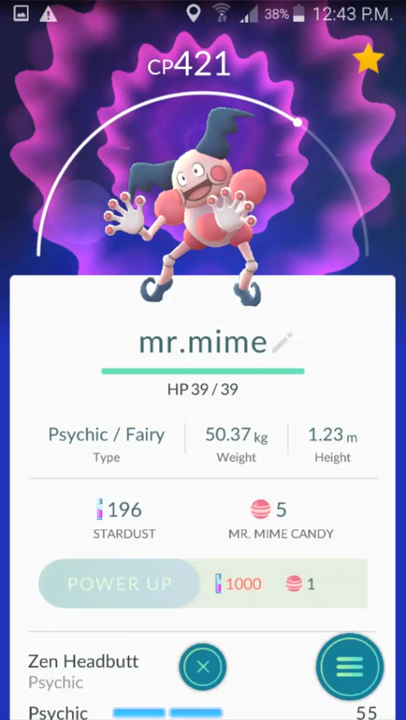 38% 12:43 P.M.
CP421
mr.mime
HP 39 / 39
Psychic / Fairy 50.37 kg 1.23 m
Type Weight Height
196 5
STARDUST MR. MIME CANDY
POWER UP 1000 1
Zen Headbutt
Psychic
Psychic 55